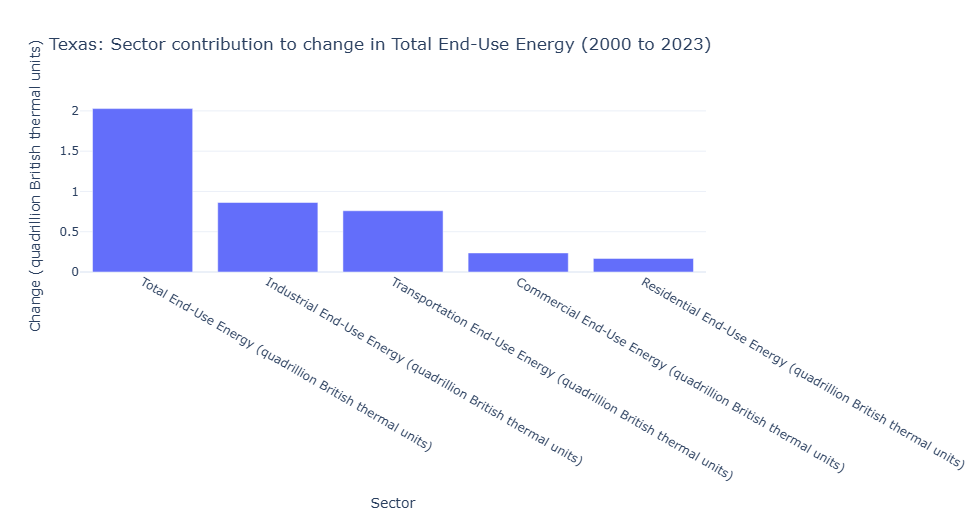 Texas: Sector contribution to change in Total End-Use Energy (2000 to 2023)
Change (quadrillion British thermal units)
2
1.5
1
0.5
0
Total End-Use Energy (quadrillion British thermal units)
Industrial End-Use Energy (quadrillion British thermal units)
Transportation End-Use Energy (quadrillion British thermal units)
Commercial End-Use Energy (quadrillion British thermal units)
Residential End-Use Energy (quadrillion British thermal units)
Sector